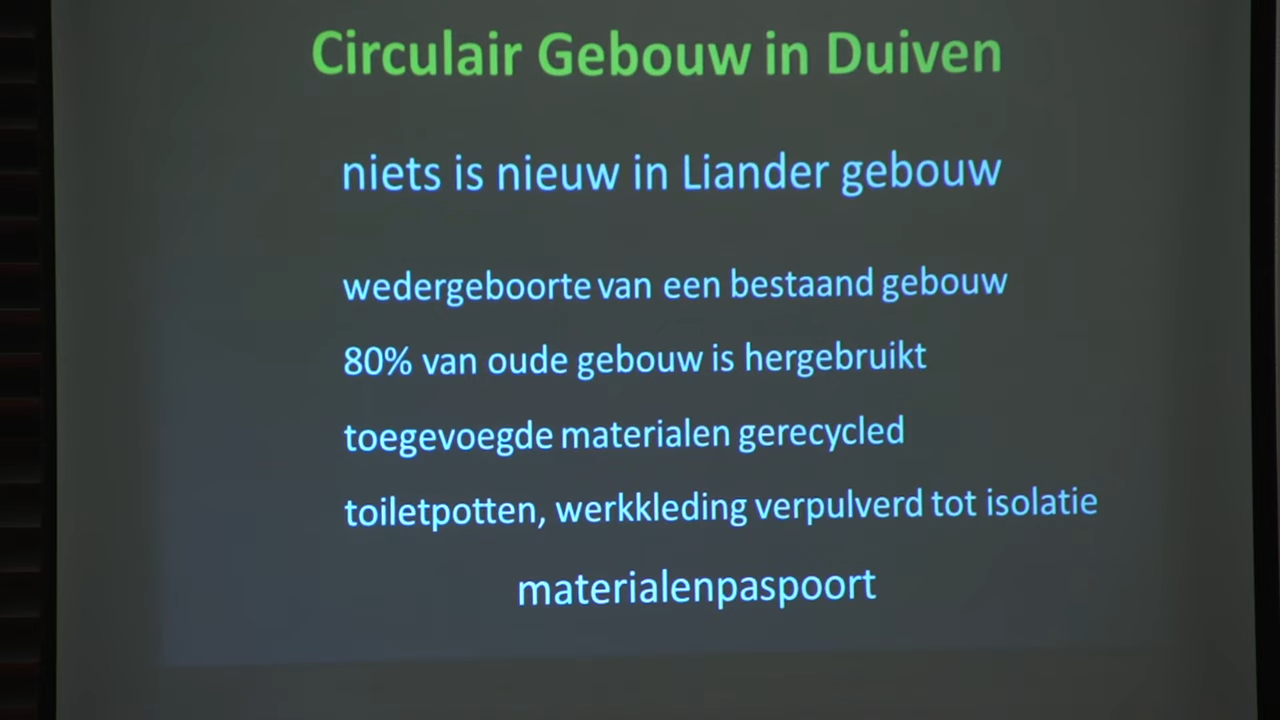 Circulair Gebouw in Duiven
niets is nieuw in Liander gebouw
wedergeboorte van een bestaand gebouw
80% van oude gebouw is hergebruikt
toegevoegde materialen gerecycled
toiletpotten, werkkleding verpulverd tot isolatie
materialenpaspoort